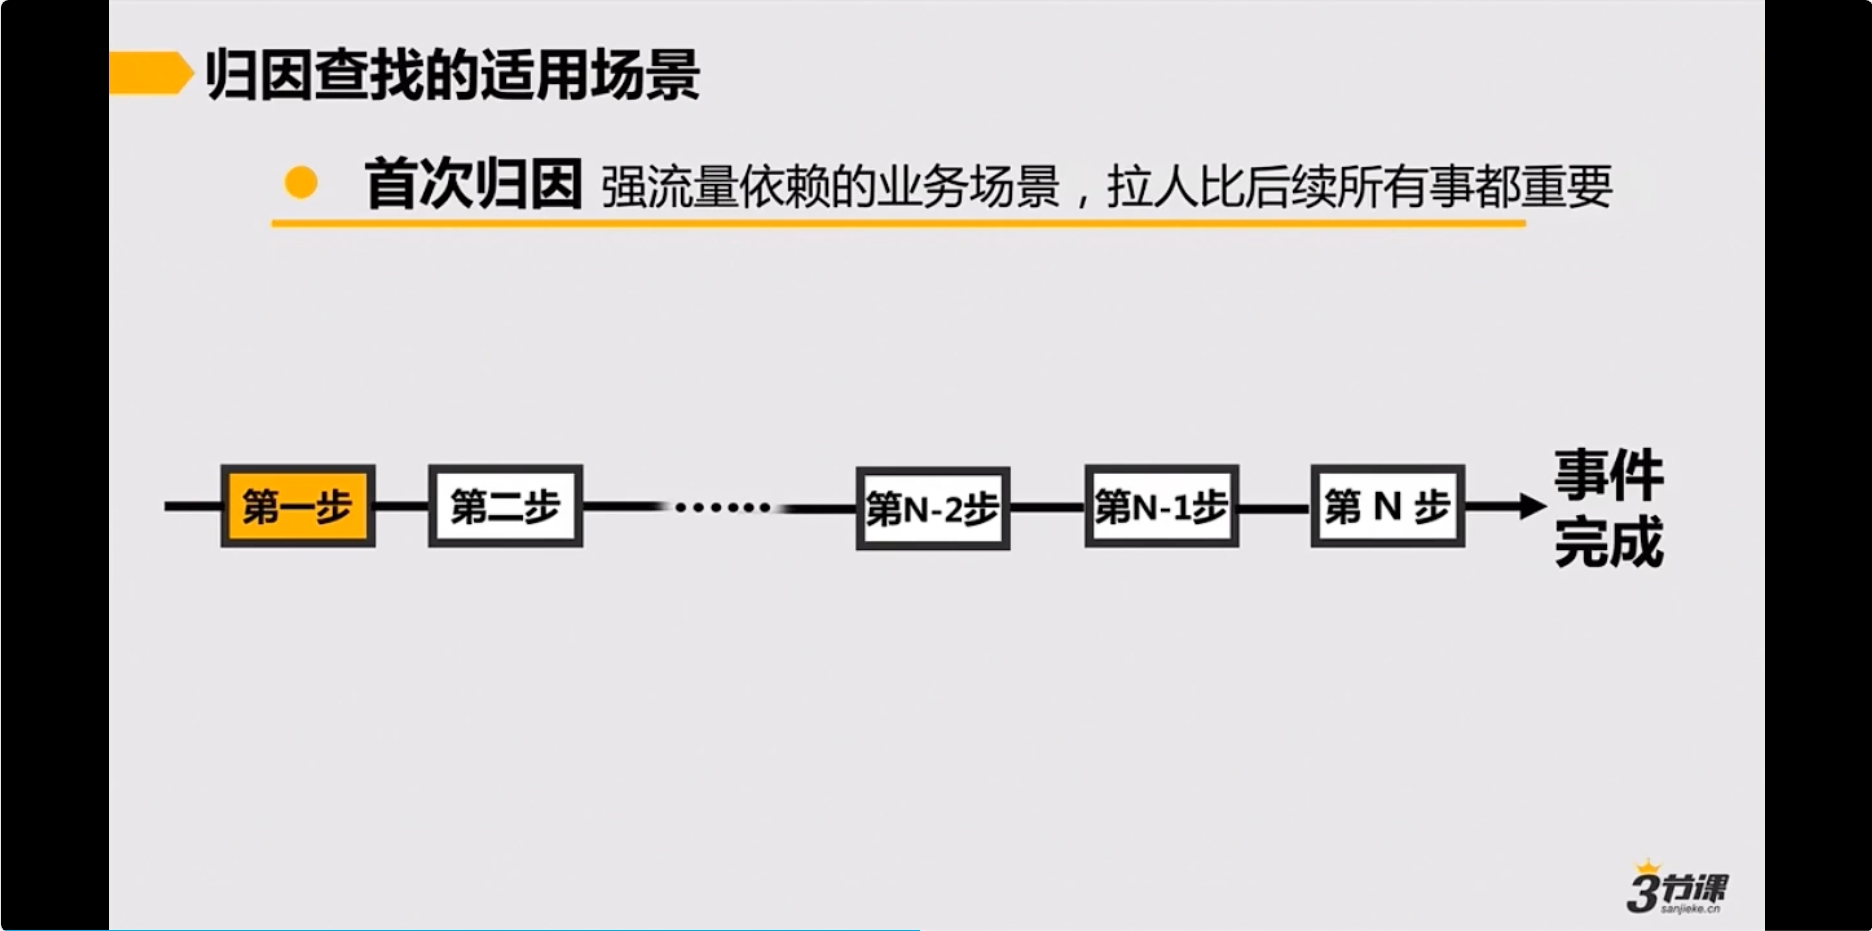 归因查找的适用场景
首次归因 强流量依赖的业务场景，拉人比后续所有事都重要
第一步 第二步 ······ 第N-2步 第N-1步 第 N 步
事件
完成
3节课
sanjieke.cn